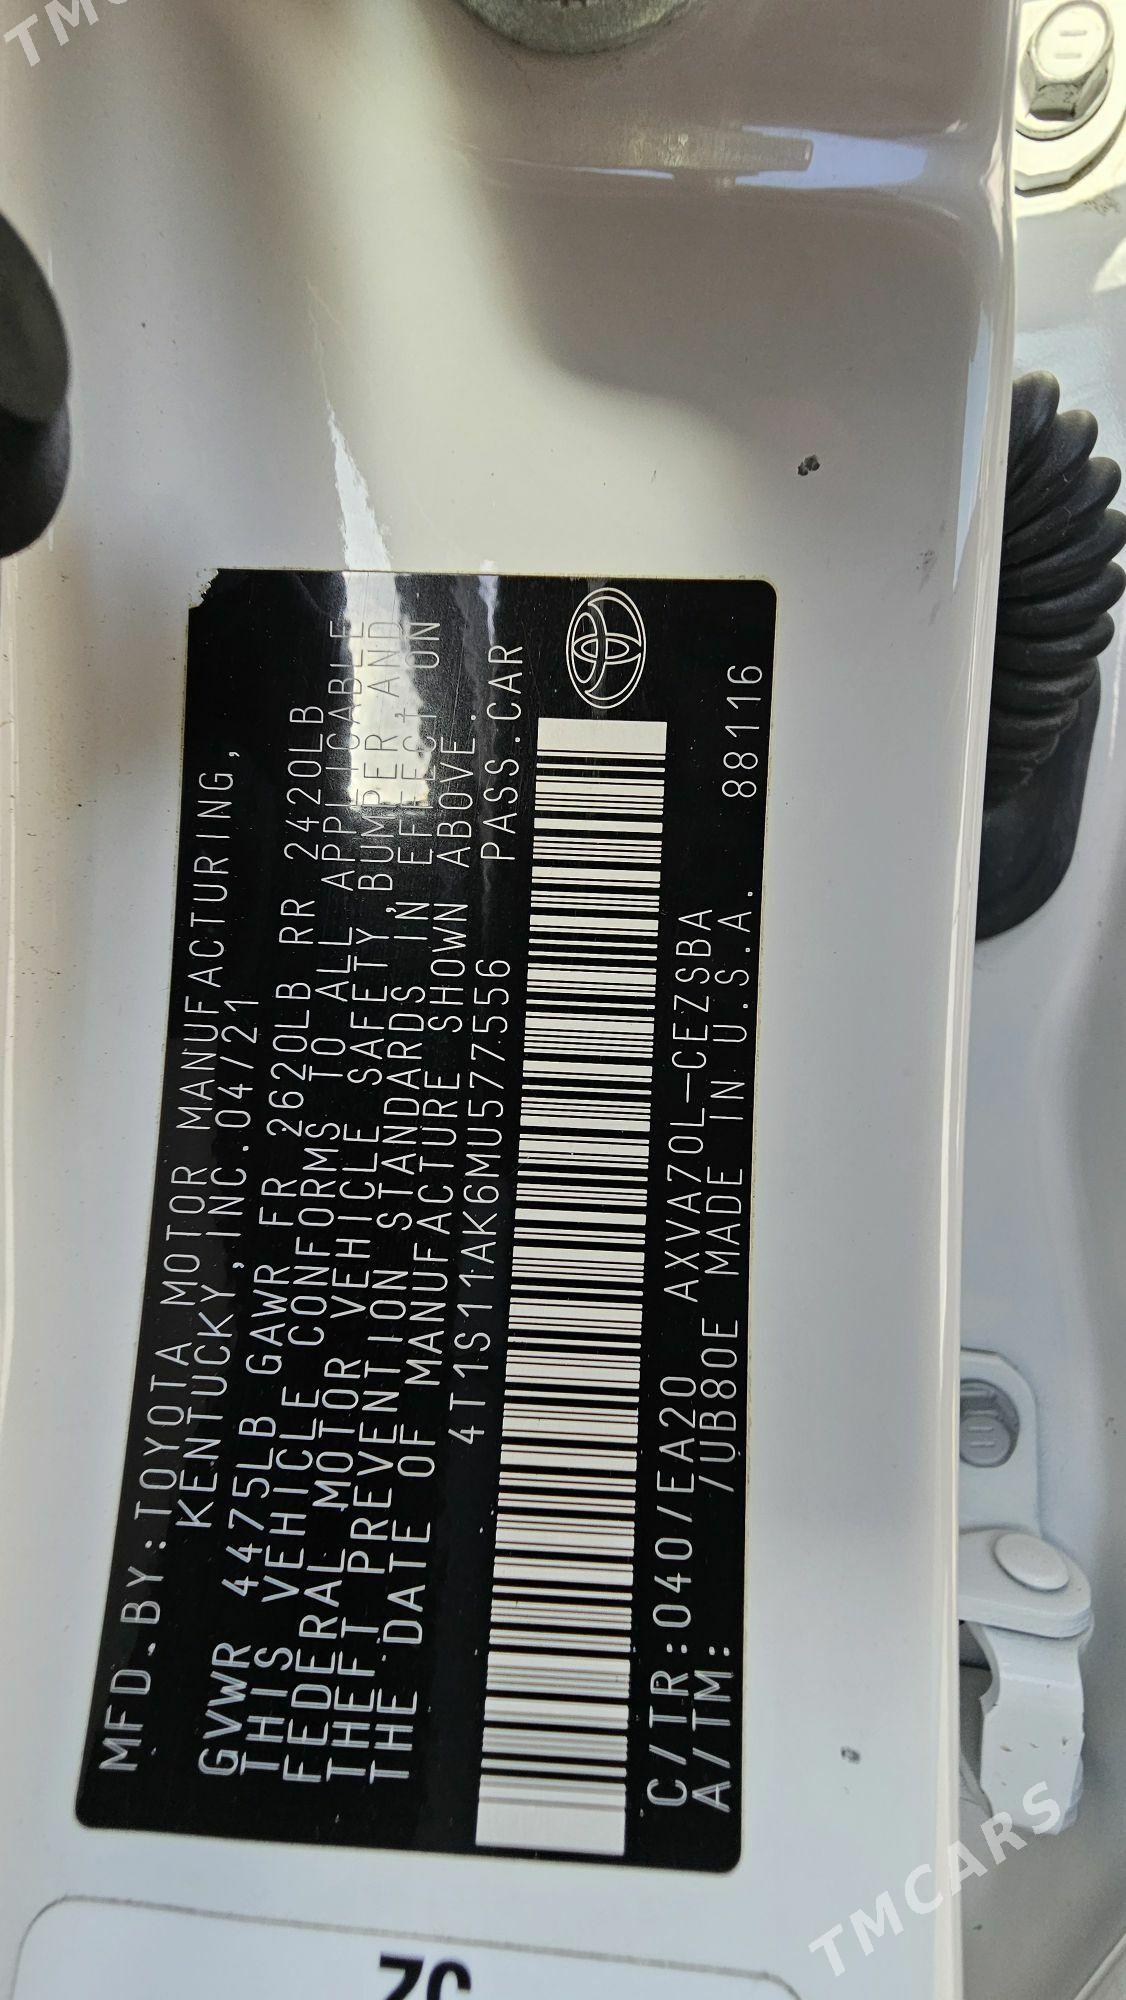 MFD.BY:TOYOTA MOTOR MANUFACTURING,
KENTUCKY, INC.04/21
GVWR 4475LB GAWR FR 2620LB RR 2420LB
THIS VEHICLE CONFORMS TO ALL APPLICABLE
FEDERAL MOTOR VEHICLE SAFETY, BUMPER, AND
THEFT PREVENTION STANDARDS IN EFFECT ON
THE DATE OF MANUFACTURE SHOWN ABOVE.
4T1S11AK6MU577556 PASS.CAR
C/TR:040/EA20 AXVA70L-CEZSBA
A/TM: /UB80E MADE IN U.S.A. 88116
TMCARS